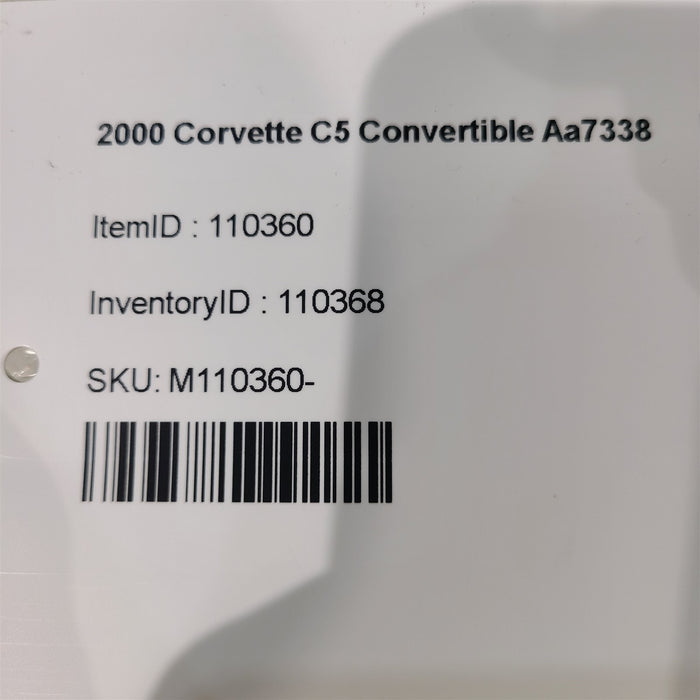 2000 Corvette C5 Convertible Aa7338
ItemID : 110360
InventoryID : 110368
SKU: M110360-